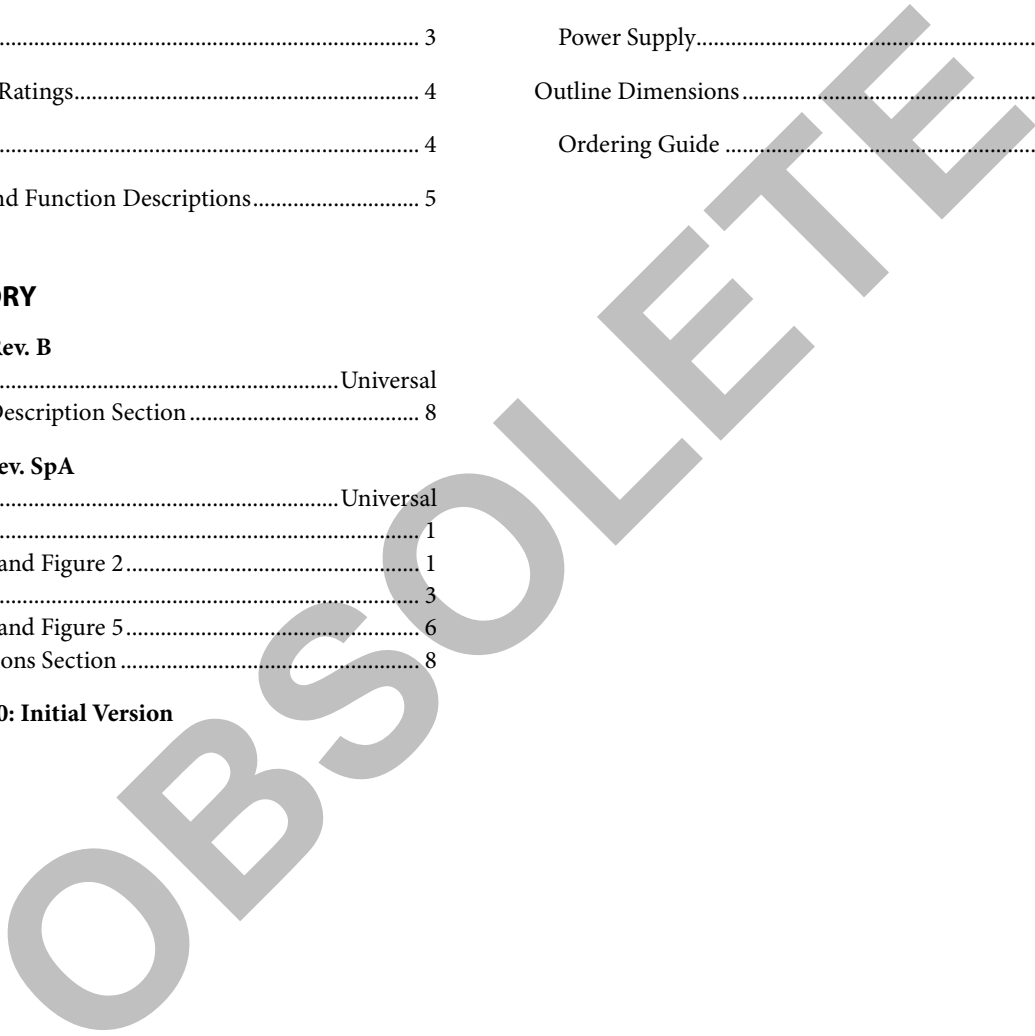 ........................................................................ 3
Ratings......................................................... 4
........................................................................ 4
nd Function Descriptions............................ 5
Power Supply.........................................................
Outline Dimensions................................................
Ordering Guide ....................................................
ORY
Rev. B
.........................................................Universal
Description Section ...................................... 8
ev. SpA
.........................................................Universal
........................................................................ 1
and Figure 2................................................. 1
........................................................................ 3
and Figure 5................................................. 6
ons Section .................................................. 8
0: Initial Version
OBSOLETE